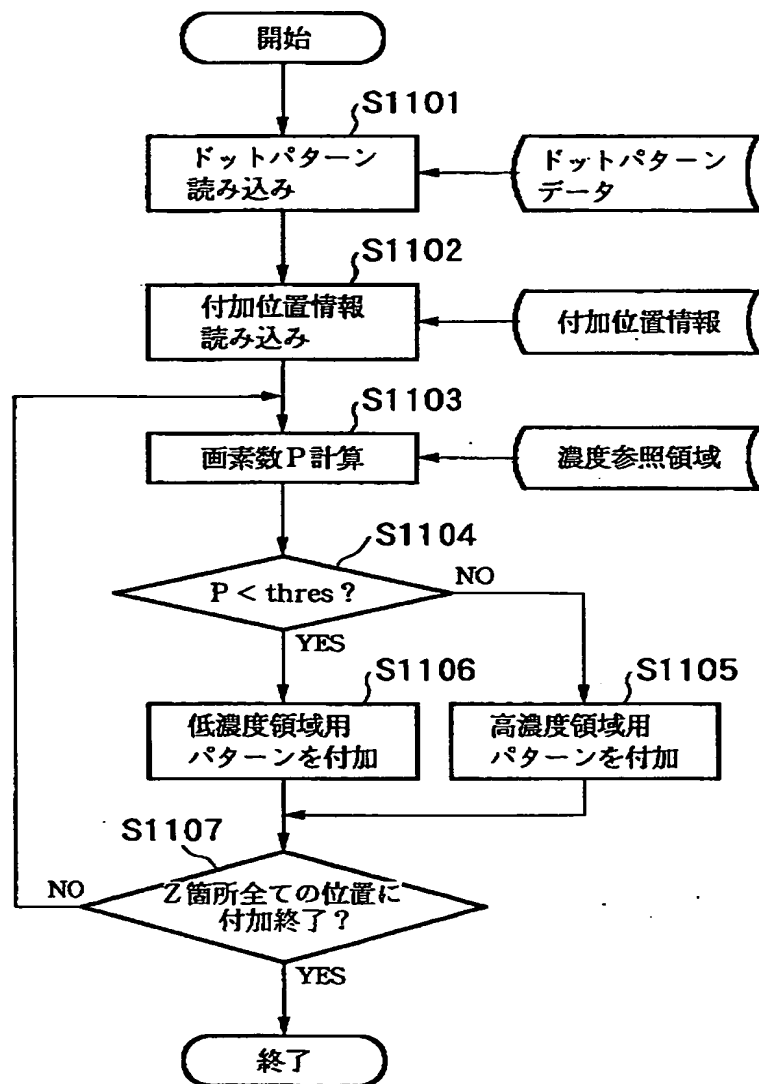 開始
S1101
ドットパターン
読み込み
ドットパターン
データ
S1102
付加位置情報
読み込み
付加位置情報
S1103
画素数P計算
濃度参照領域
S1104
P < thres ?
NO
YES
S1106
低濃度領域用
パターンを付加
S1105
高濃度領域用
パターンを付加
S1107
Z箇所全ての位置に
付加終了?
NO
YES
終了